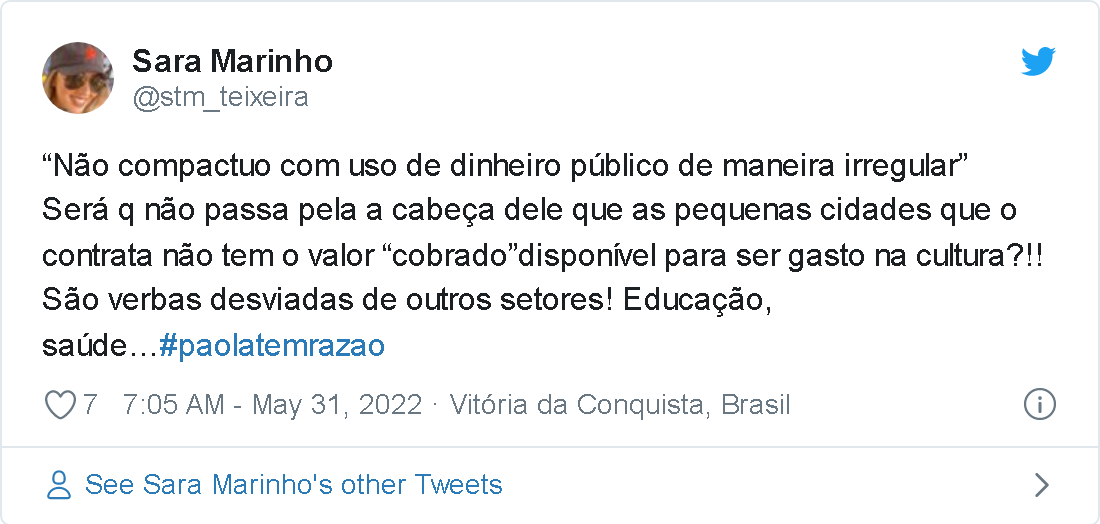 Sara Marinho
@stm_teixeira
“Não compactuo com uso de dinheiro público de maneira irregular”
Será q não passa pela a cabeça dele que as pequenas cidades que o
contrata não tem o valor “cobrado”disponível para ser gasto na cultura?!!
São verbas desviadas de outros setores! Educação,
saúde…#paolatemrazao
7 7:05 AM - May 31, 2022 · Vitória da Conquista, Brasil
See Sara Marinho's other Tweets